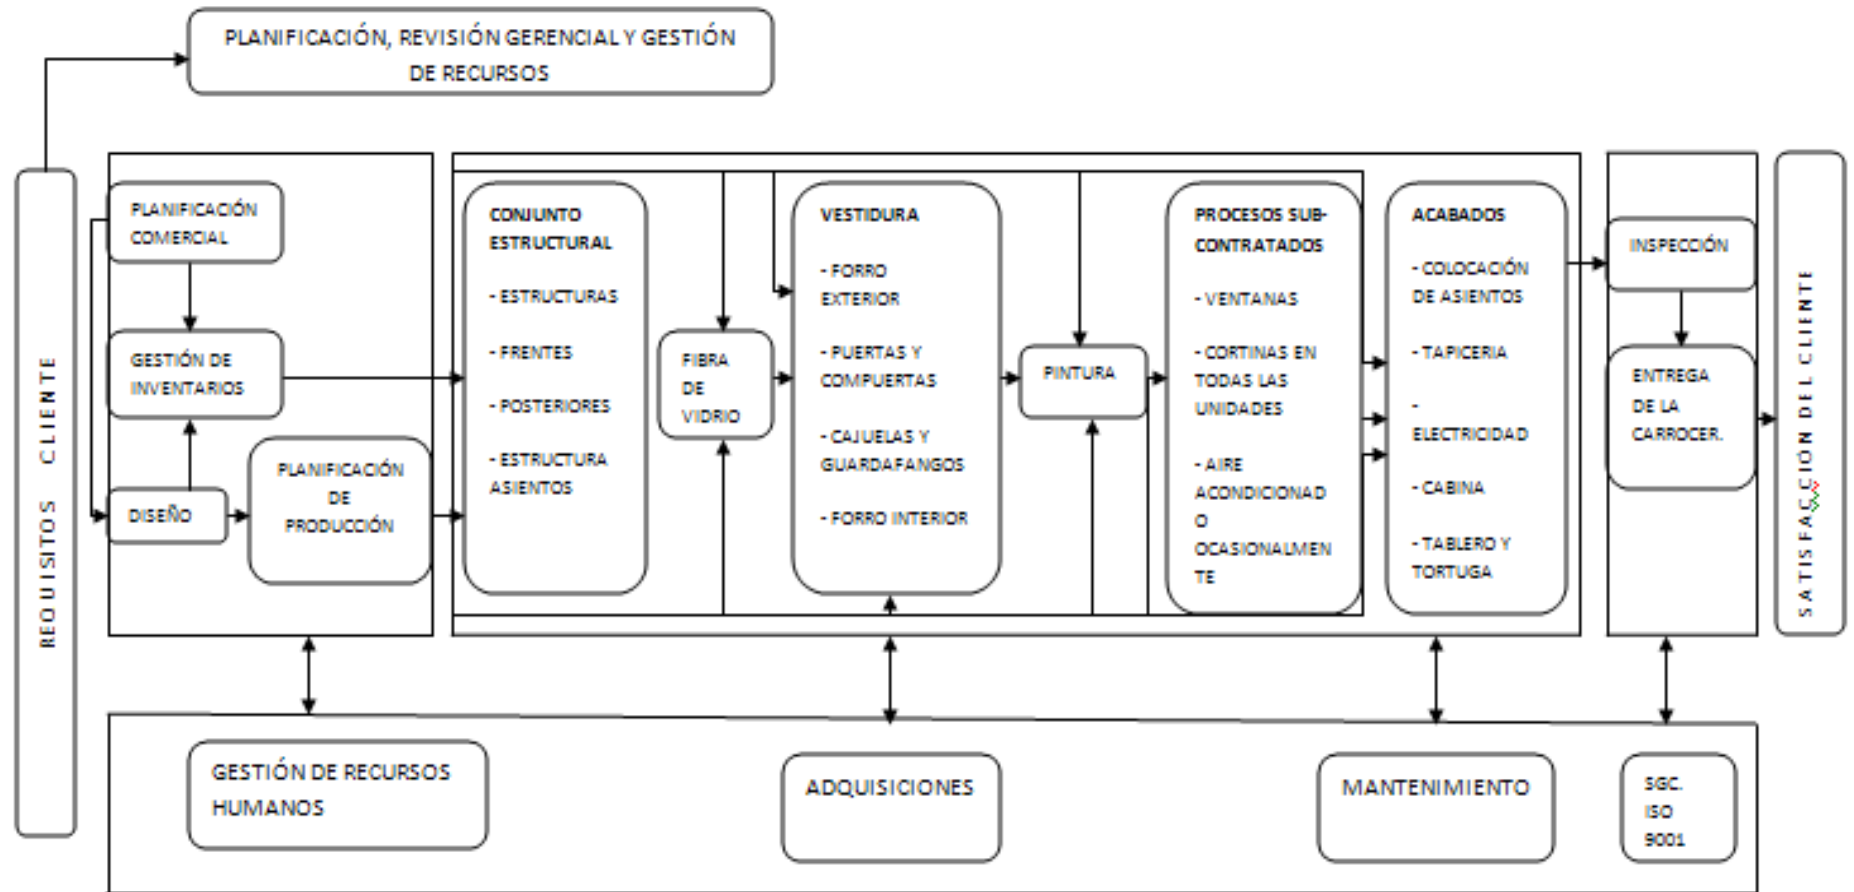 PLANIFICACIÓN, REVISIÓN GERENCIAL Y GESTIÓN
DE RECURSOS
REQUISITOS CLIENTE
PLANIFICACIÓN
COMERCIAL
GESTIÓN DE
INVENTARIOS
DISEÑO
PLANIFICACIÓN
DE
PRODUCCIÓN
CONJUNTO
ESTRUCTURAL
- ESTRUCTURAS
- FRENTES
- POSTERIORES
- ESTRUCTURA
ASIENTOS
FIBRA
DE
VIDRIO
VESTIDURA
- FORRO
EXTERIOR
- PUERTAS Y
COMPUERTAS
- CAJUELAS Y
GUARDAFANGOS
- FORRO INTERIOR
PINTURA
PROCESOS SUB-
CONTRATADOS
- VENTANAS
- CORTINAS EN
TODAS LAS
UNIDADES
- AIRE
ACONDICIONAD
O
OCASIONALMEN
TE
ACABADOS
- COLOCACIÓN
DE ASIENTOS
- TAPICERIA
-
ELECTRICIDAD
- CABINA
- TABLERO Y
TORTUGA
INSPECCIÓN
ENTREGA
DE LA
CARROCER.
SATISFACCIÓN DEL CLIENTE
GESTIÓN DE RECURSOS
HUMANOS
ADQUISICIONES
MANTENIMIENTO
SGC.
ISO
9001